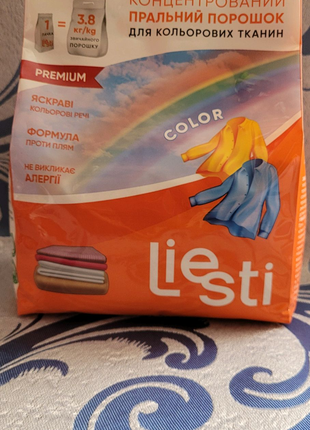 КОНЦЕНТРОВАНИЙ
ПРАЛЬНИЙ ПОРОШОК
ДЛЯ КОЛЬОРОВИХ ТКАНИН
1
=
3.8
кг/kg
ЗВИЧАЙНОГО
ПОРОШКУ
PREMIUM
ЯСКРАВІ
КОЛЬОРОВІ РЕЧІ
ФОРМУЛА
ПРОТИ ПЛЯМ
НЕ ВИКЛИКАЄ
АЛЕРГІЇ
COLOR
Liesti